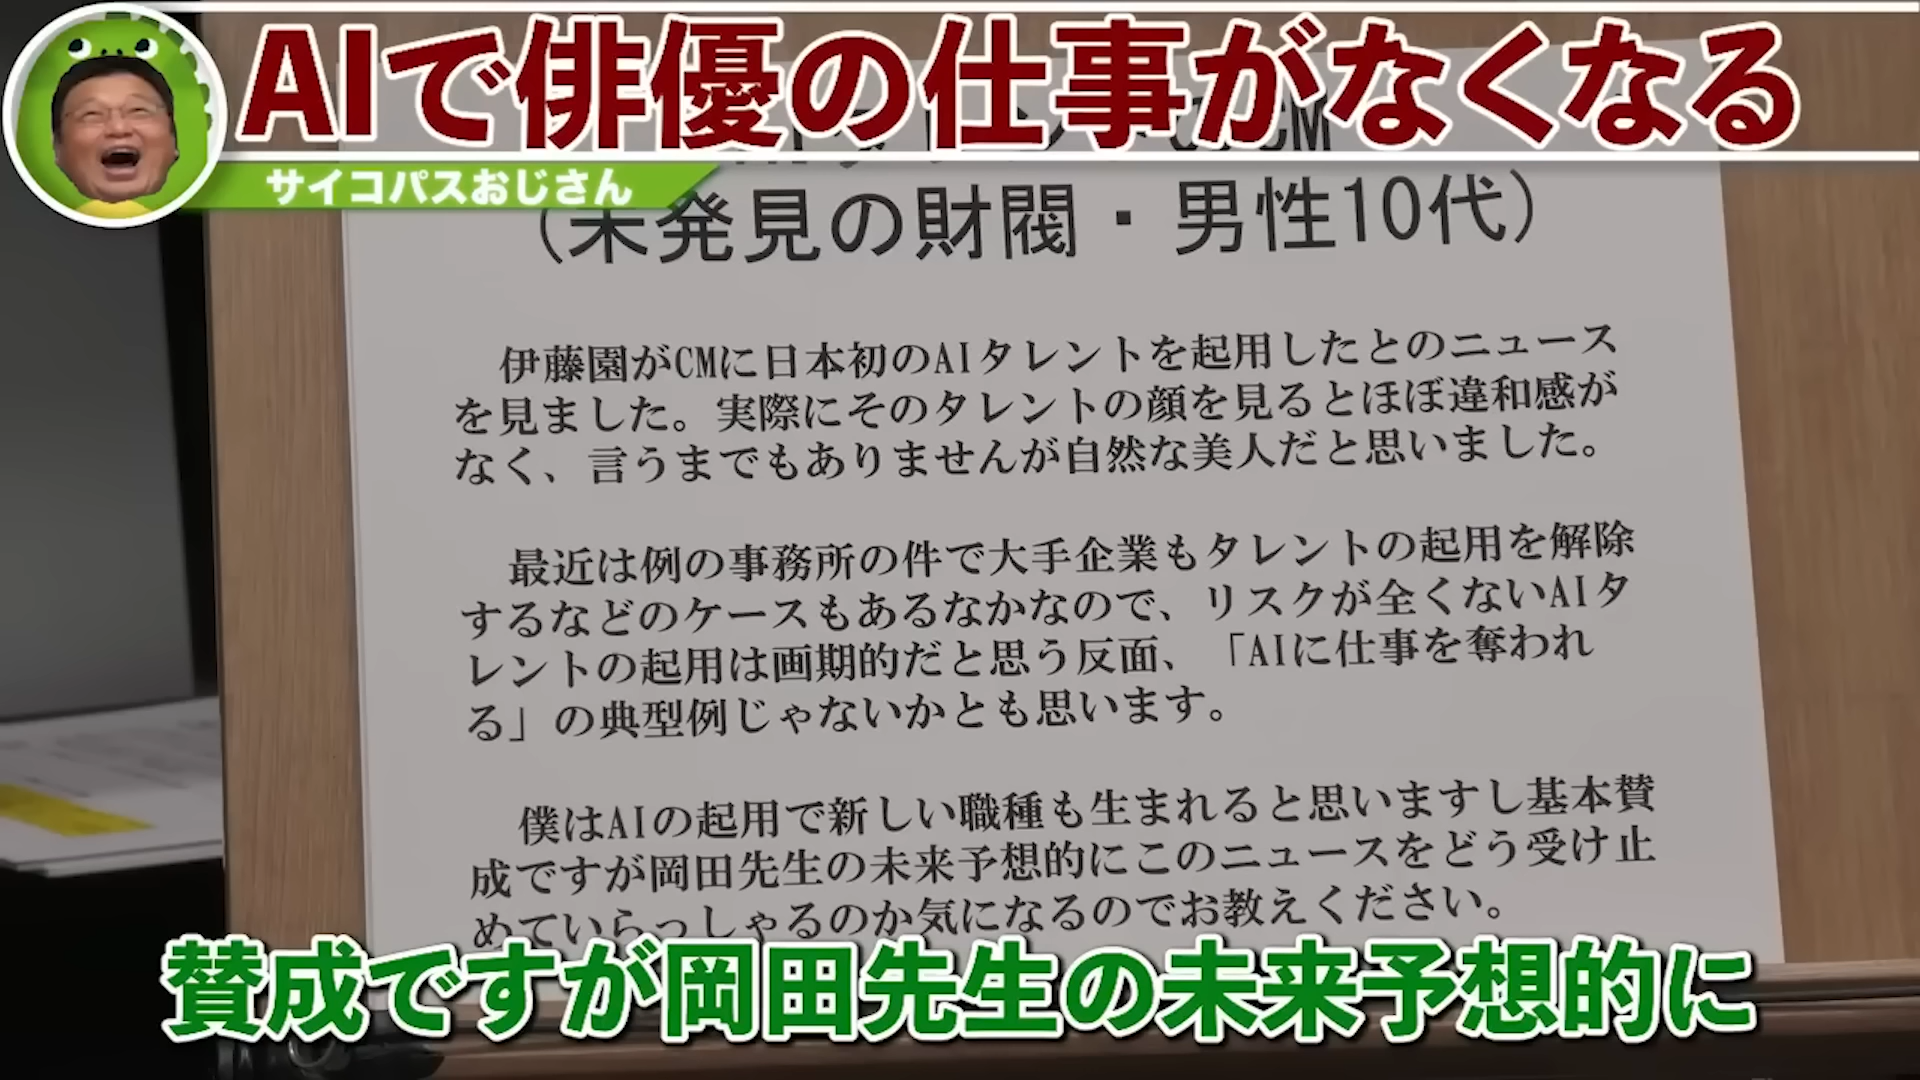 AIで俳優の仕事がなくなる
サイコパスおじさん
CM
(未発見の財閥・男性10代)
伊藤園がCMに日本初のAIタレントを起用したとのニュース
を見ました。実際にそのタレントの顔を見るとほぼ違和感が
なく、言うまでもありませんが自然な美人だと思いました。
最近は例の事務所の件で大手企業もタレントの起用を解除
するなどのケースもあるなかなので、リスクが全くないAIタ
レントの起用は画期的だと思う反面、「AIに仕事を奪われ
る」の典型例じゃないかとも思います。
僕はAIの起用で新しい職種も生まれると思いますし基本賛
成ですが岡田先生の未来予想的にこのニュースをどう受け止
めていらっしゃるのか気になるのでお教えください。
賛成ですが岡田先生の未来予想的に